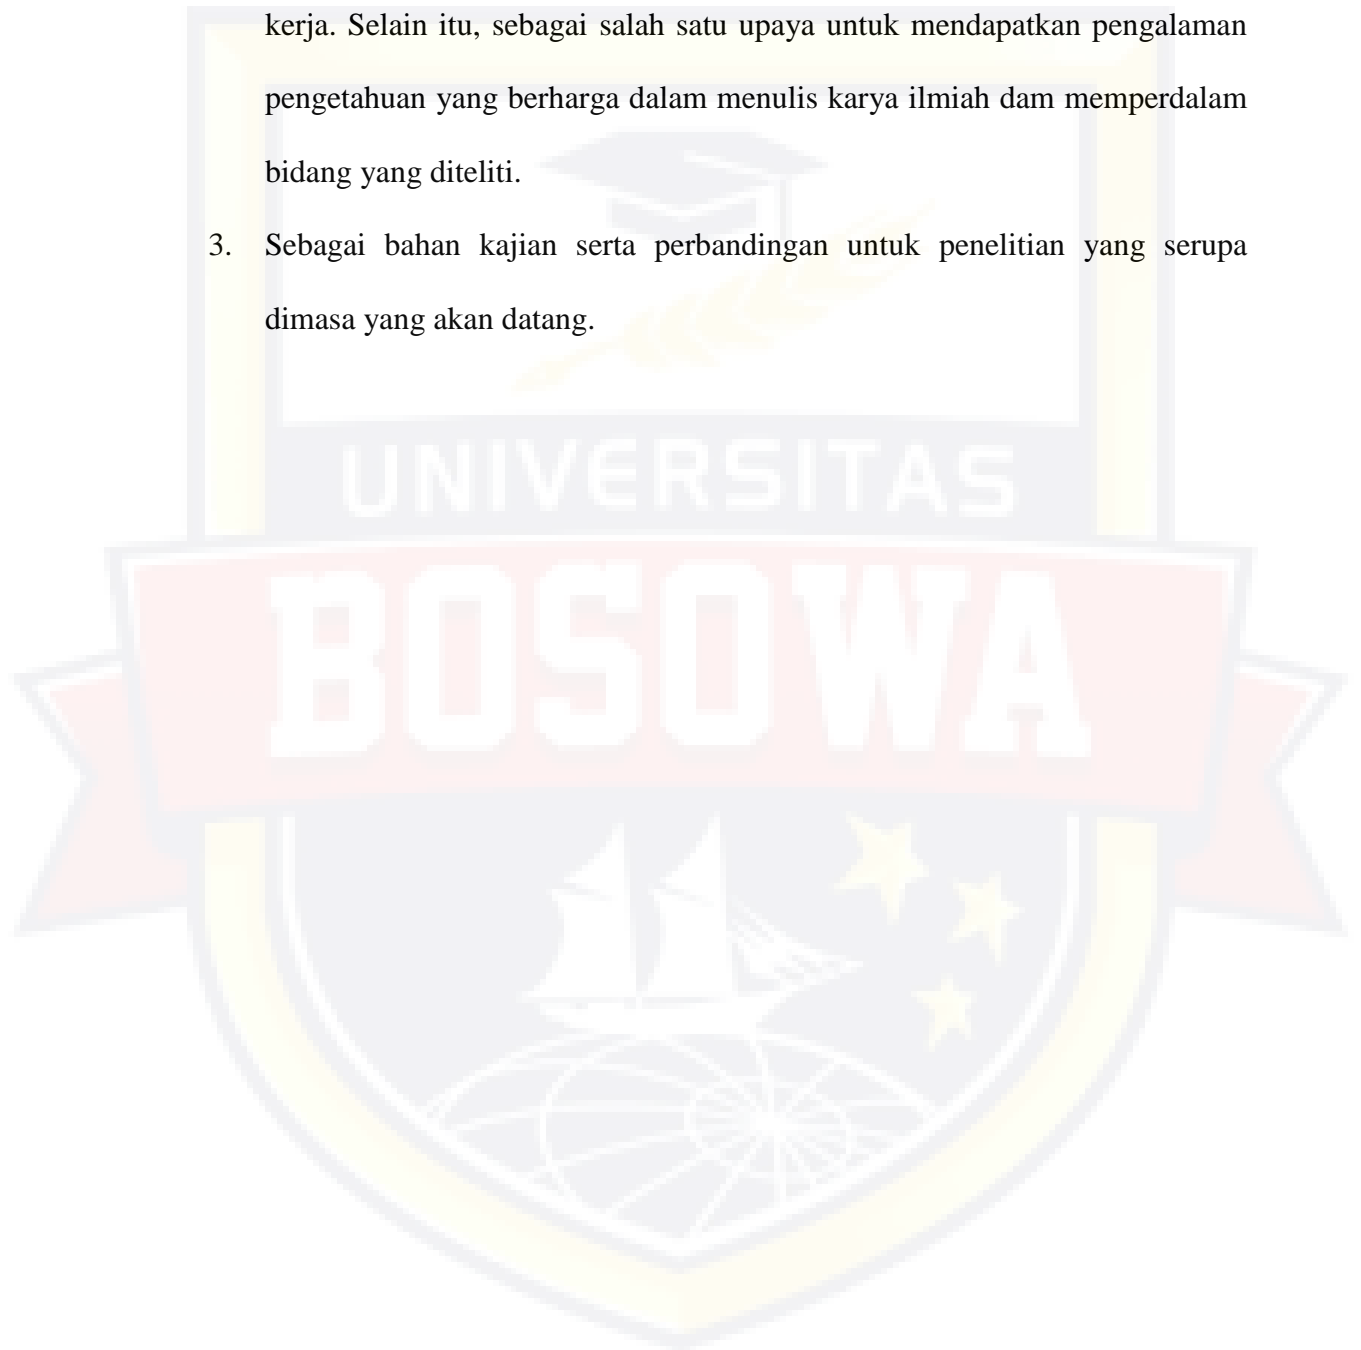 kerja. Selain itu, sebagai salah satu upaya untuk mendapatkan pengalaman
pengetahuan yang berharga dalam menulis karya ilmiah dam memperdalam
bidang yang diteliti.
3. Sebagai bahan kajian serta perbandingan untuk penelitian yang serupa
dimasa yang akan datang.
UNIVERSITAS
BOSOWA